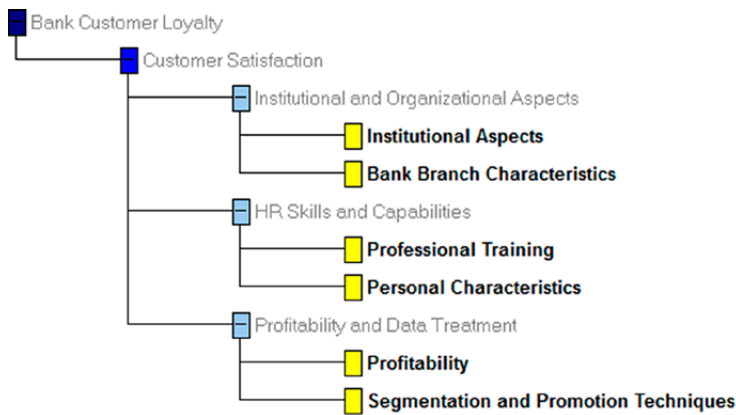 Bank Customer Loyalty
Customer Satisfaction
Institutional and Organizational Aspects
Institutional Aspects
Bank Branch Characteristics
HR Skills and Capabilities
Professional Training
Personal Characteristics
Profitability and Data Treatment
Profitability
Segmentation and Promotion Techniques